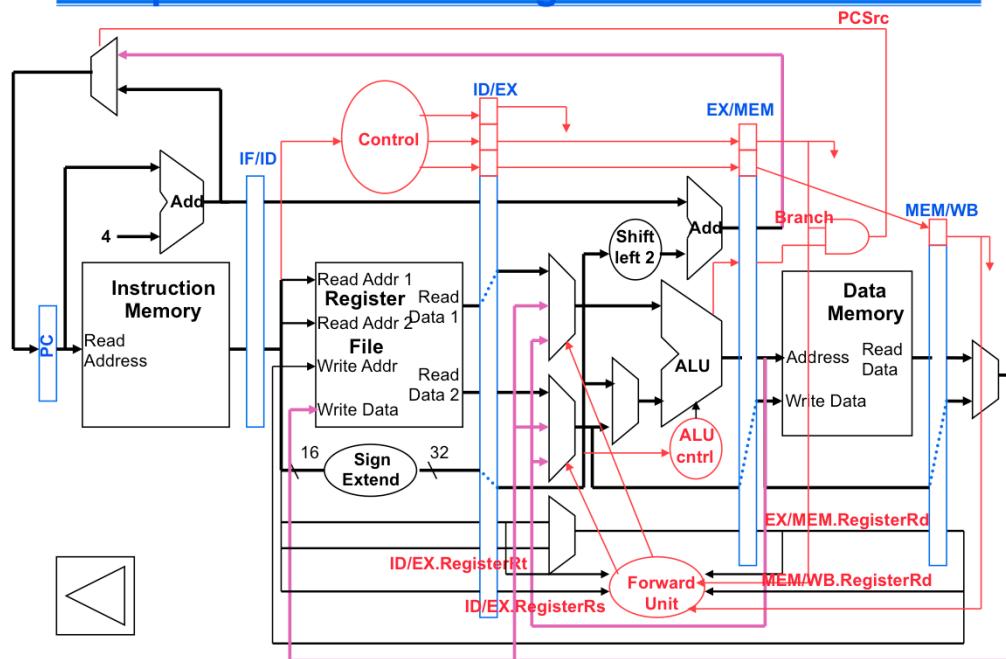 PCSrc
ID/EX
EX/MEM
Control
IF/ID
Add
Branch
MEM/WB
4
Shift
left 2
Add
Instruction
Memory
Read Addr 1
Register
Read
Data 1
Read Addr 2
File
Data
Memory
PC
Read
Address
Write Addr
ALU
Address
Read
Data
Read
Data 2
Write Data
Write Data
ALU
cntrl
16
Sign
Extend
32
EX/MEM.RegisterRd
ID/EX.RegisterRt
Forward
Unit
MEM/WB.RegisterRd
ID/EX.RegisterRs